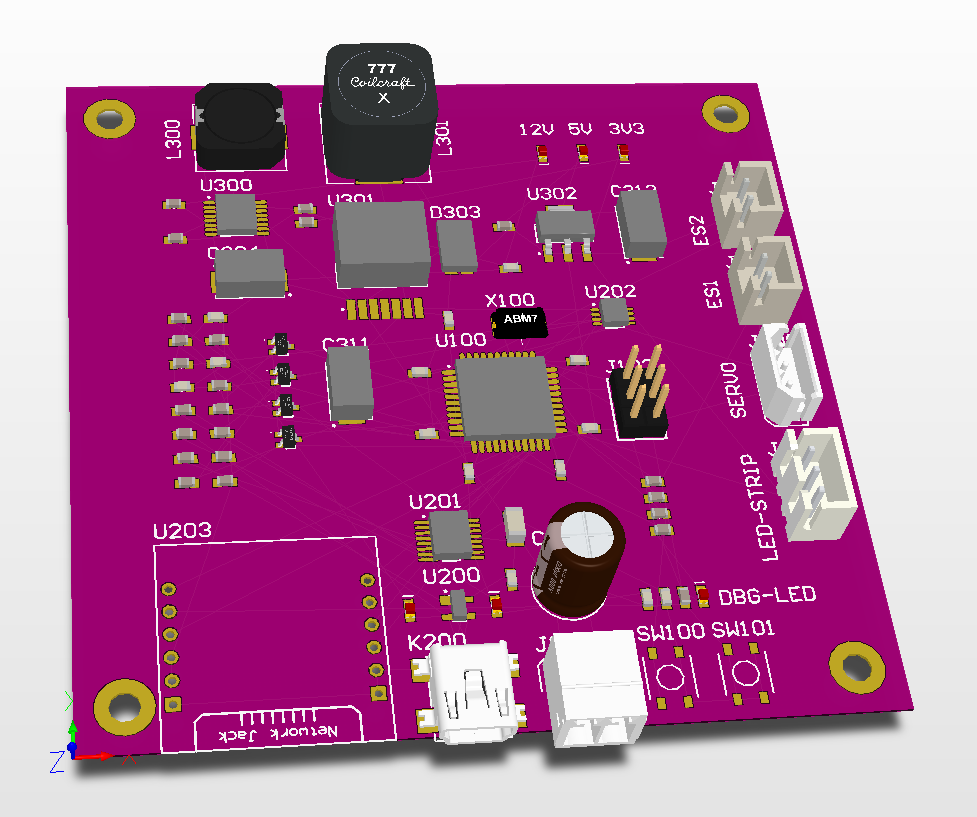 777
Coilcraft
X
L300
L301
12V 5V 3V3
U300
U301
D303
U302
ES2
ES1
X100
ABM7
U202
U100
C311
SERVO
LED-STRIP
U201
U203
U200
DBG-LED
K200
SW100 SW101
Network Jack
X
Z